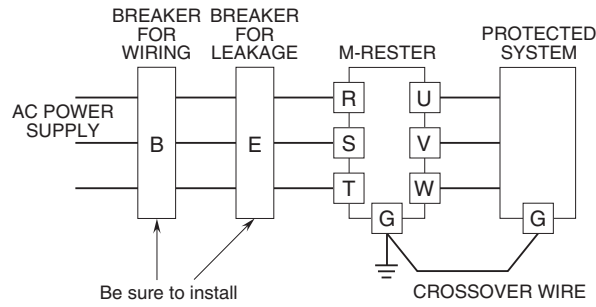 BREAKER
FOR
WIRING
BREAKER
FOR
LEAKAGE
M-RESTER
PROTECTED
SYSTEM
AC POWER
SUPPLY
B
E
R
S
T
U
V
W
G
G
Be sure to install
CROSSOVER WIRE